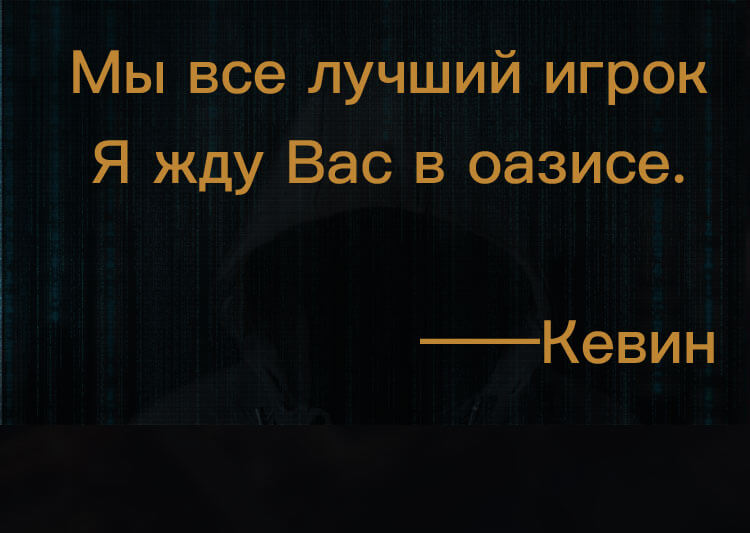 Мы все лучший игрок
Я жду Вас в оазисе.
——Кевин